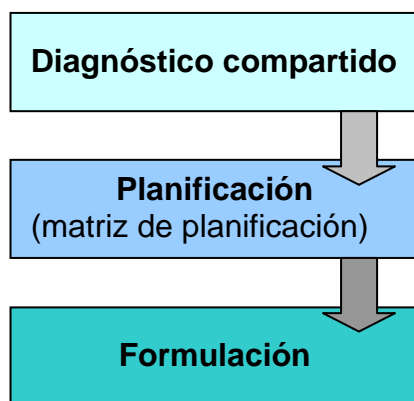 Diagnóstico compartido
Planificación
(matriz de planificación)
Formulación